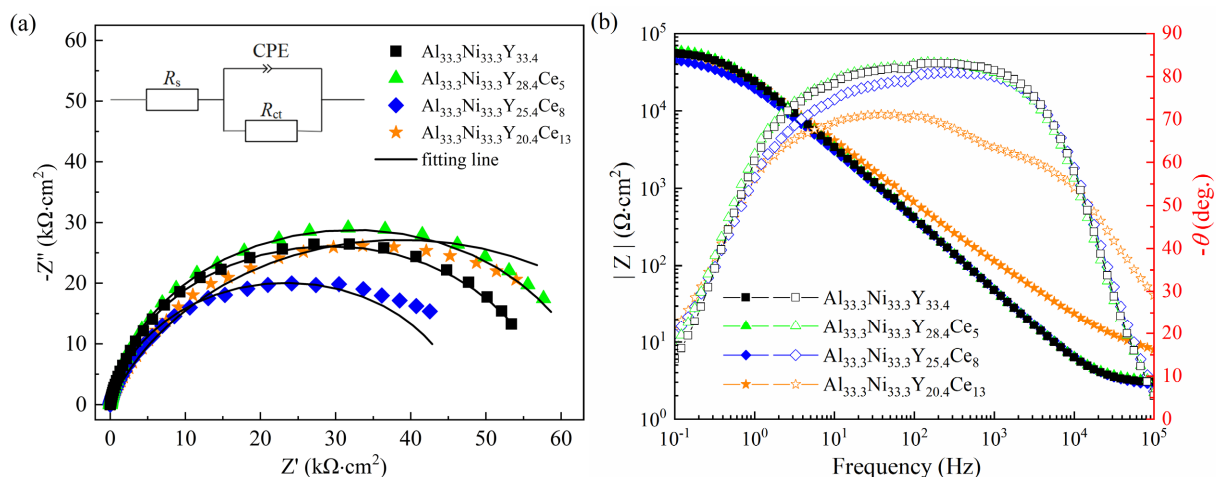 (a)
60
50
40
30
20
10
0
-Z'' (kΩ·cm²)
CPE
Rs
Rct
Al33.3Ni33.3Y33.4
Al33.3Ni33.3Y28.4Ce5
Al33.3Ni33.3Y25.4Ce8
Al33.3Ni33.3Y20.4Ce13
fitting line
0 10 20 30 40 50 60
Z' (kΩ·cm²)
(b)
10⁵
10⁴
10³
10²
10¹
10⁰
| Z | (Ω·cm²)
Al33.3Ni33.3Y33.4
Al33.3Ni33.3Y28.4Ce5
Al33.3Ni33.3Y25.4Ce8
Al33.3Ni33.3Y20.4Ce13
10⁻¹ 10⁰ 10¹ 10² 10³ 10⁴ 10⁵
Frequency (Hz)
90
80
70
60
50
40
30
20
10
0
-θ (deg.)